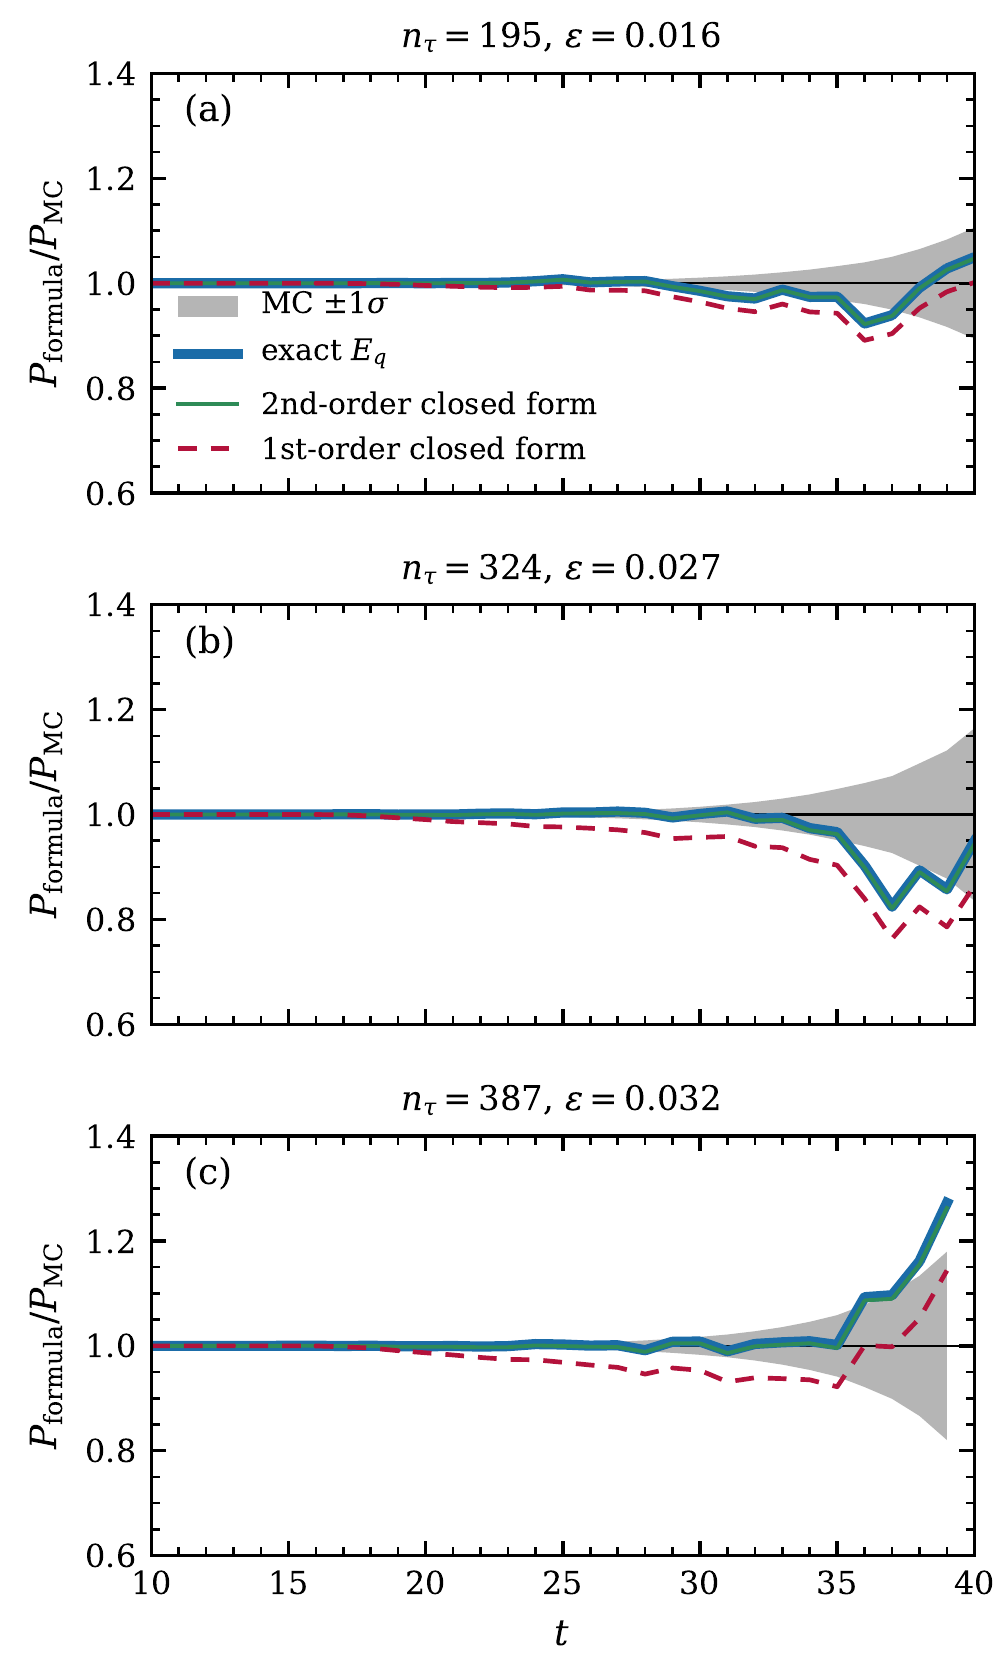 n_τ = 195, ε = 0.016
1.4
(a)
1.2
1.0
0.8
0.6
P_formula/P_MC
MC ±1σ
exact E_q
2nd-order closed form
1st-order closed form
n_τ = 324, ε = 0.027
1.4
(b)
1.2
1.0
0.8
0.6
P_formula/P_MC
n_τ = 387, ε = 0.032
1.4
(c)
1.2
1.0
0.8
0.6
P_formula/P_MC
10 15 20 25 30 35 40
t